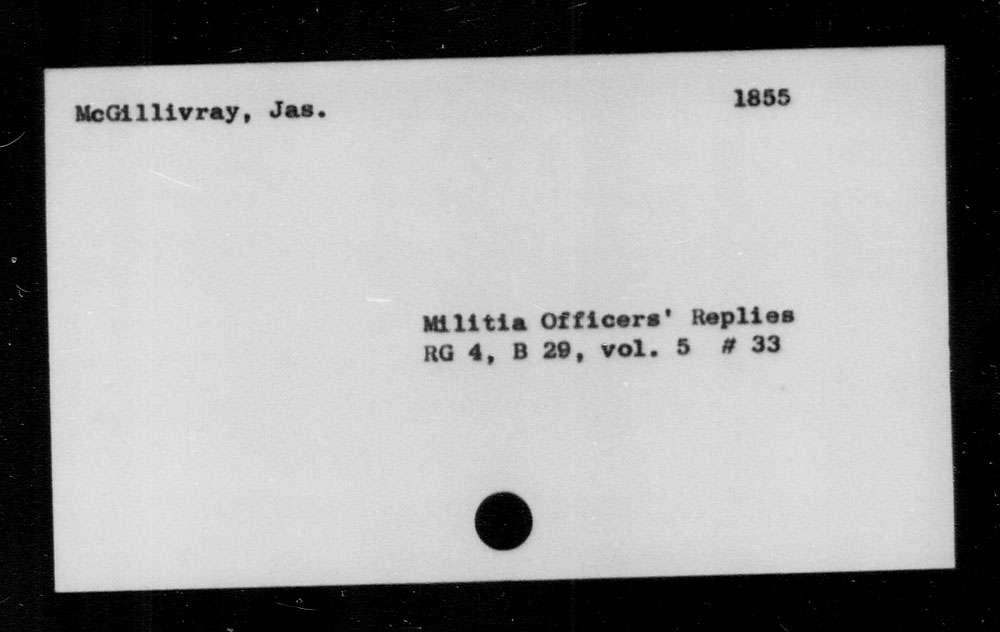 McGillivray, Jas. 1855
Militia Officers' Replies
RG 4, B 29, vol. 5 # 33